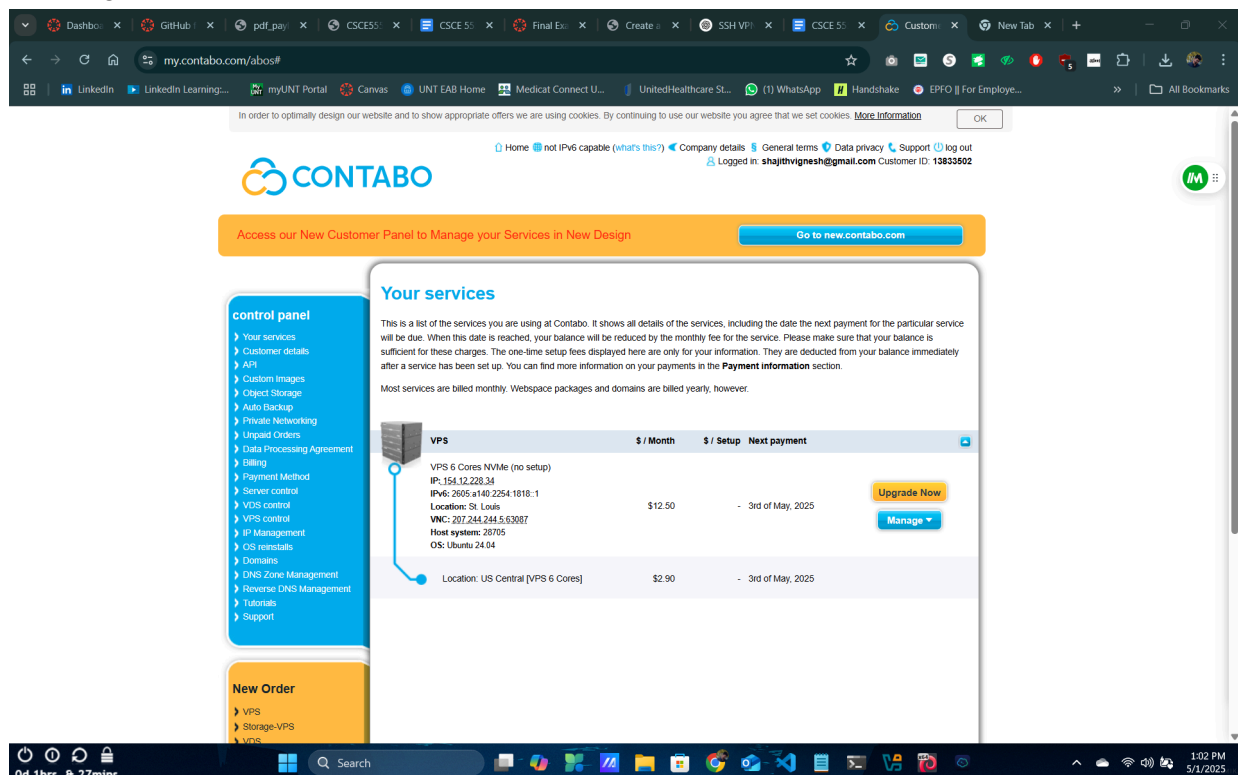 Dashbo
GitHub f
pdf_payl
CSCE55
CSCE 55
Final Exa
Create a
SSH VP
CSCE 55
Custome
New Tab
my.contabo.com/abos#
5
LinkedIn
LinkedIn Learning:...
myUNT Portal
Canvas
UNT EAB Home
Medicat Connect U...
UnitedHealthcare St...
(1) WhatsApp
Handshake
EPFO || For Employe...
»
All Bookmarks
In order to optimally design our website and to show appropriate offers we are using cookies. By continuing to use our website you agree that we set cookies. More Information
OK
Home not IPv6 capable (what's this?) Company details § General terms Data privacy Support log out
Logged in: shajithvignesh@gmail.com Customer ID: 13833502
CONTABO
Access our New Customer Panel to Manage your Services in New Design
Go to new.contabo.com
control panel
Your services
Customer details
API
Custom Images
Object Storage
Auto Backup
Private Networking
Unpaid Orders
Data Processing Agreement
Billing
Payment Method
Server control
VDS control
VPS control
IP Management
OS reinstalls
Domains
DNS Zone Management
Reverse DNS Management
Tutorials
Support
New Order
VPS
Storage-VPS
VDS
Your services
This is a list of the services you are using at Contabo. It shows all details of the services, including the date the next payment for the particular service
will be due. When this date is reached, your balance will be reduced by the monthly fee for the service. Please make sure that your balance is
sufficient for these charges. The one-time setup fees displayed here are only for your information. They are deducted from your balance immediately
after a service has been set up. You can find more information on your payments in the Payment information section.
Most services are billed monthly. Webspace packages and domains are billed yearly, however.
VPS $ / Month $ / Setup Next payment
VPS 6 Cores NVMe (no setup)
IP: 154.12.228.34
IPv6: 2605:a140:2254:1818::1
Location: St. Louis
VNC: 207.244.244.5:63087
Host system: 28705
OS: Ubuntu 24.04
$12.50 - 3rd of May, 2025
Upgrade Now
Manage
Location: US Central [VPS 6 Cores] $2.90 - 3rd of May, 2025
0d 1hrs & 27mins
Search
1:02 PM
5/1/2025